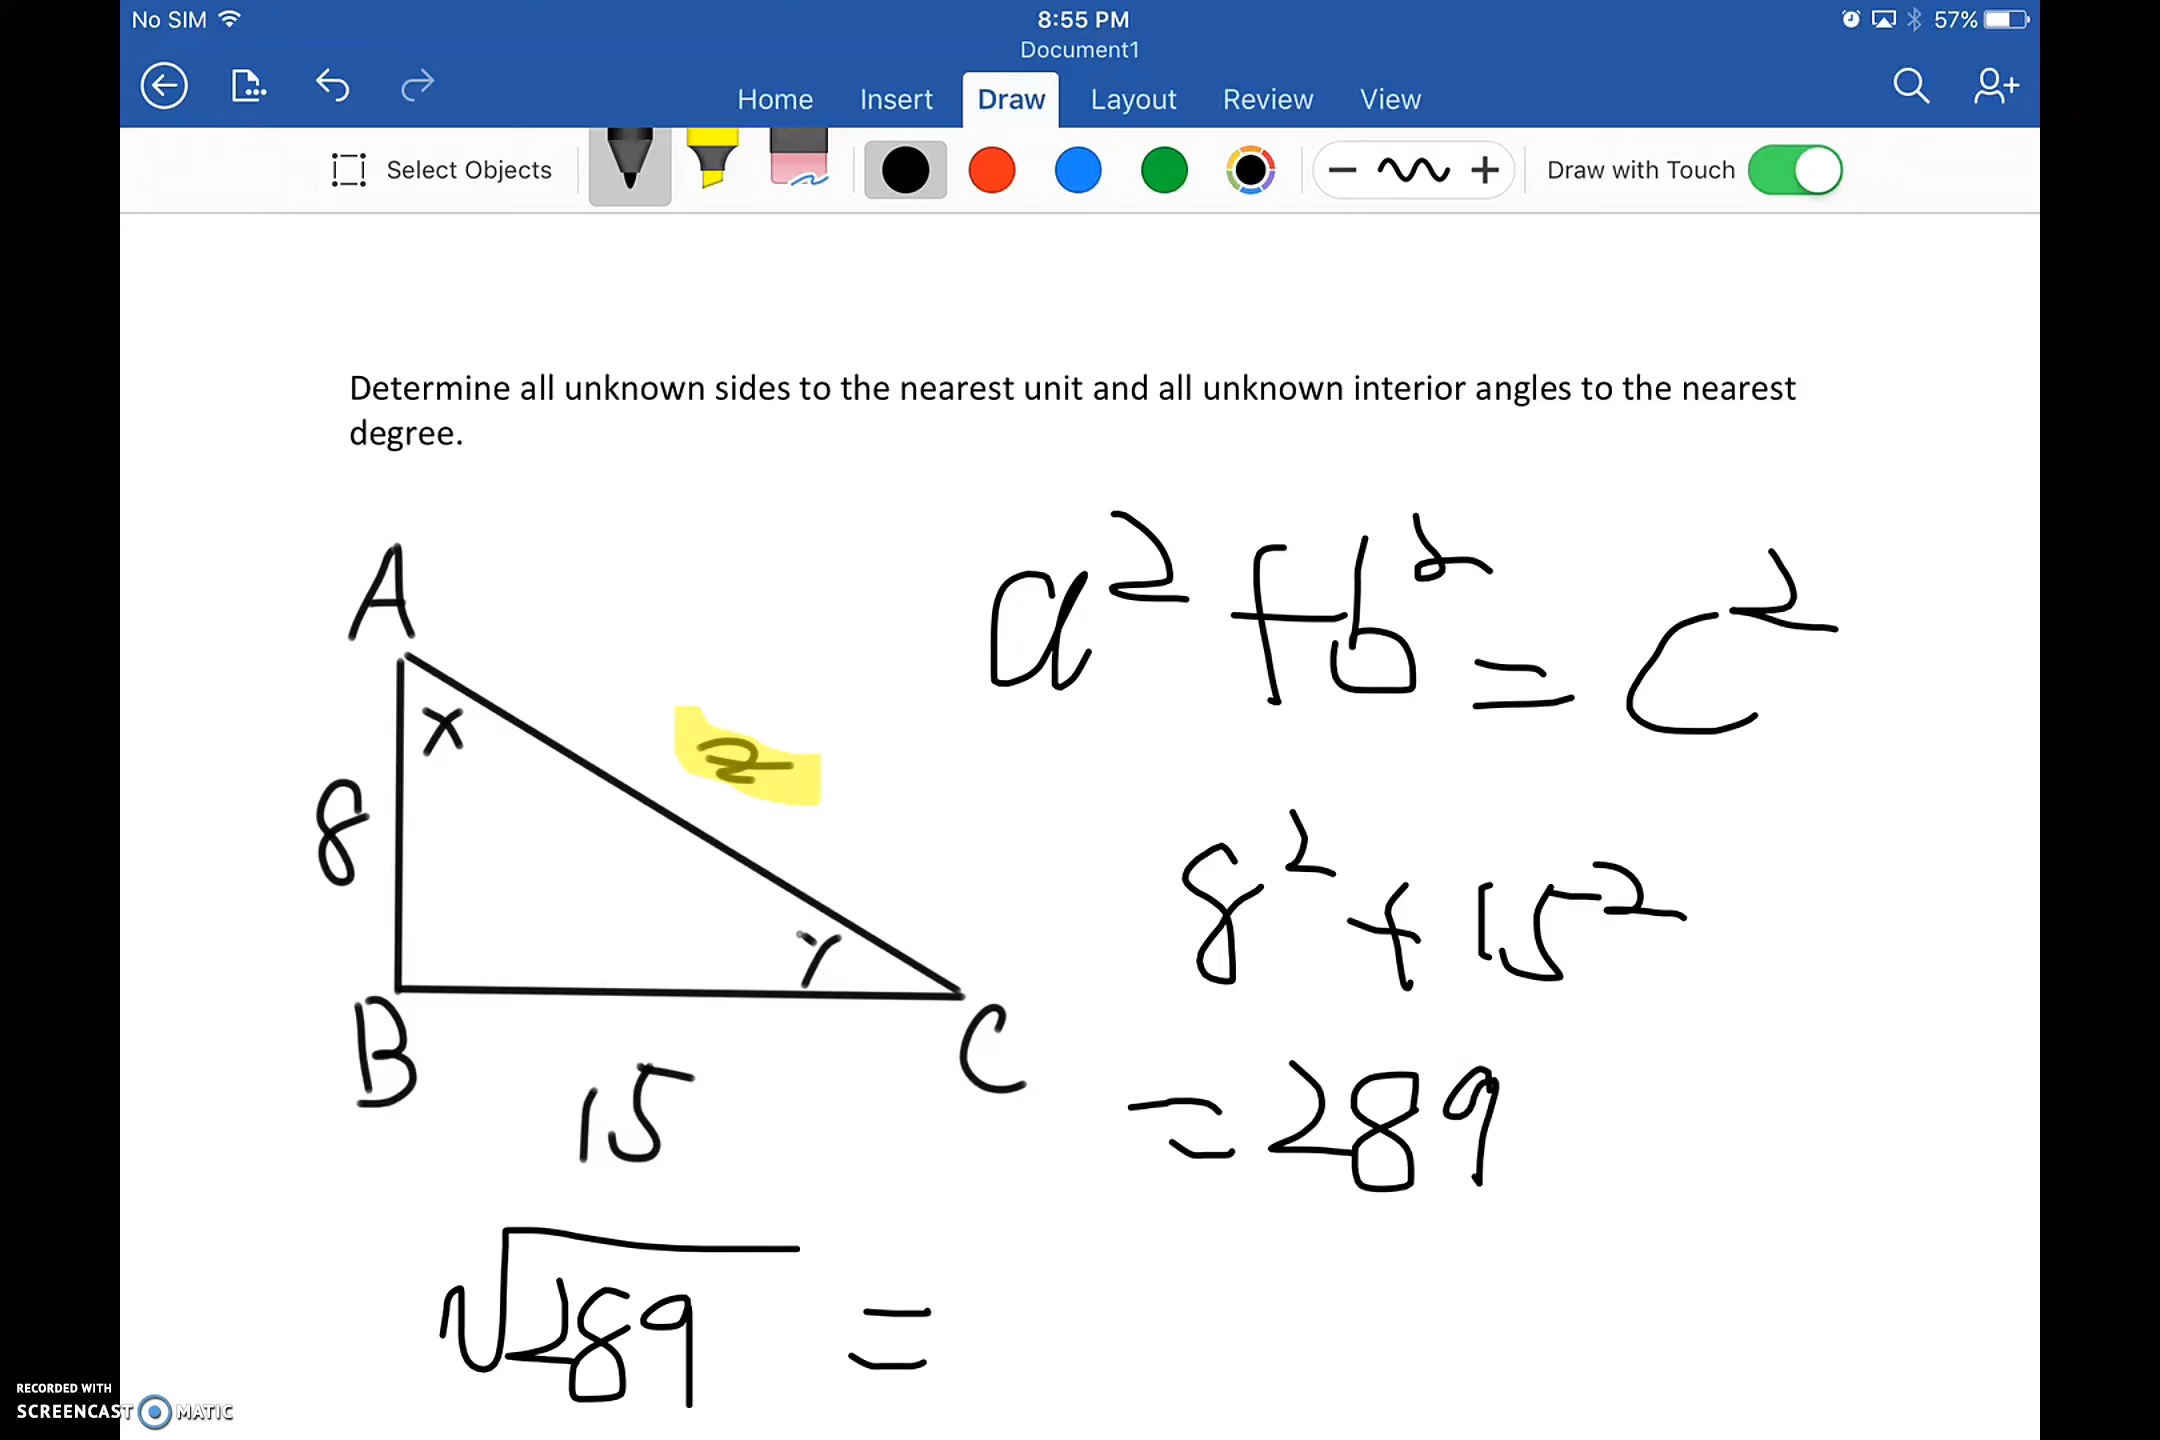 No SIM 8:55 PM 57%
Document1
Home Insert Draw Layout Review View
Select Objects Draw with Touch
Determine all unknown sides to the nearest unit and all unknown interior angles to the nearest
degree.
A
a² + b² = c²
x
z
8
8² + 15²
y
B
C
15
= 289
√289 =
RECORDED WITH
SCREENCAST MATIC